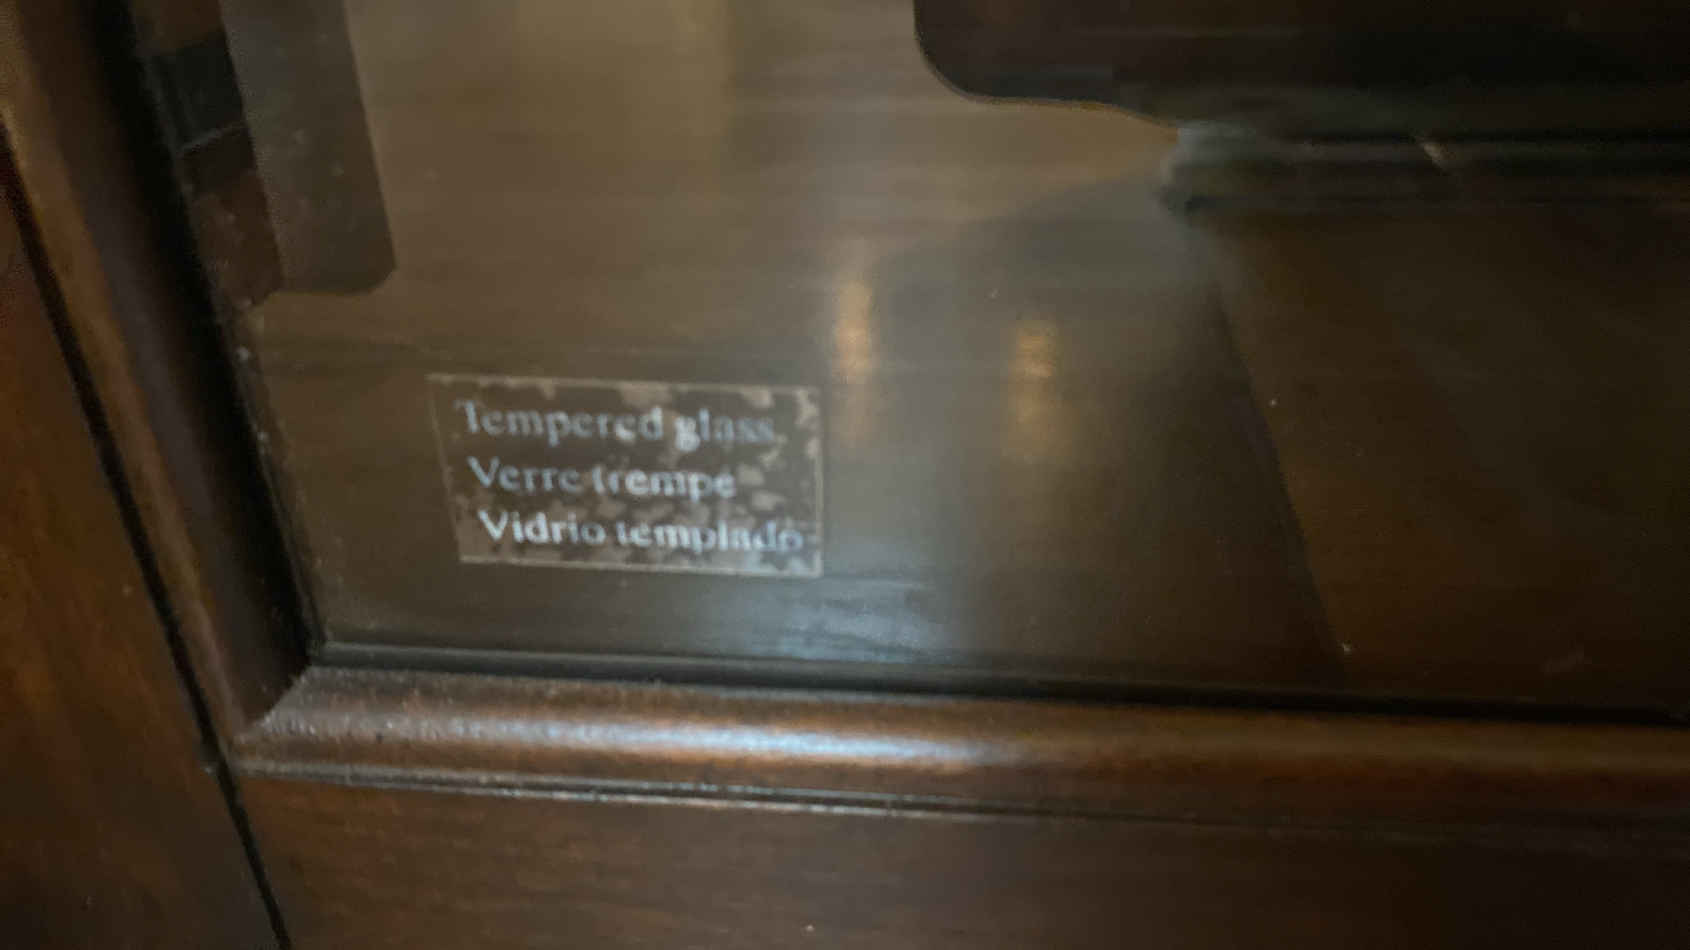 Tempered glass
Verre trempe
Vidrio templado